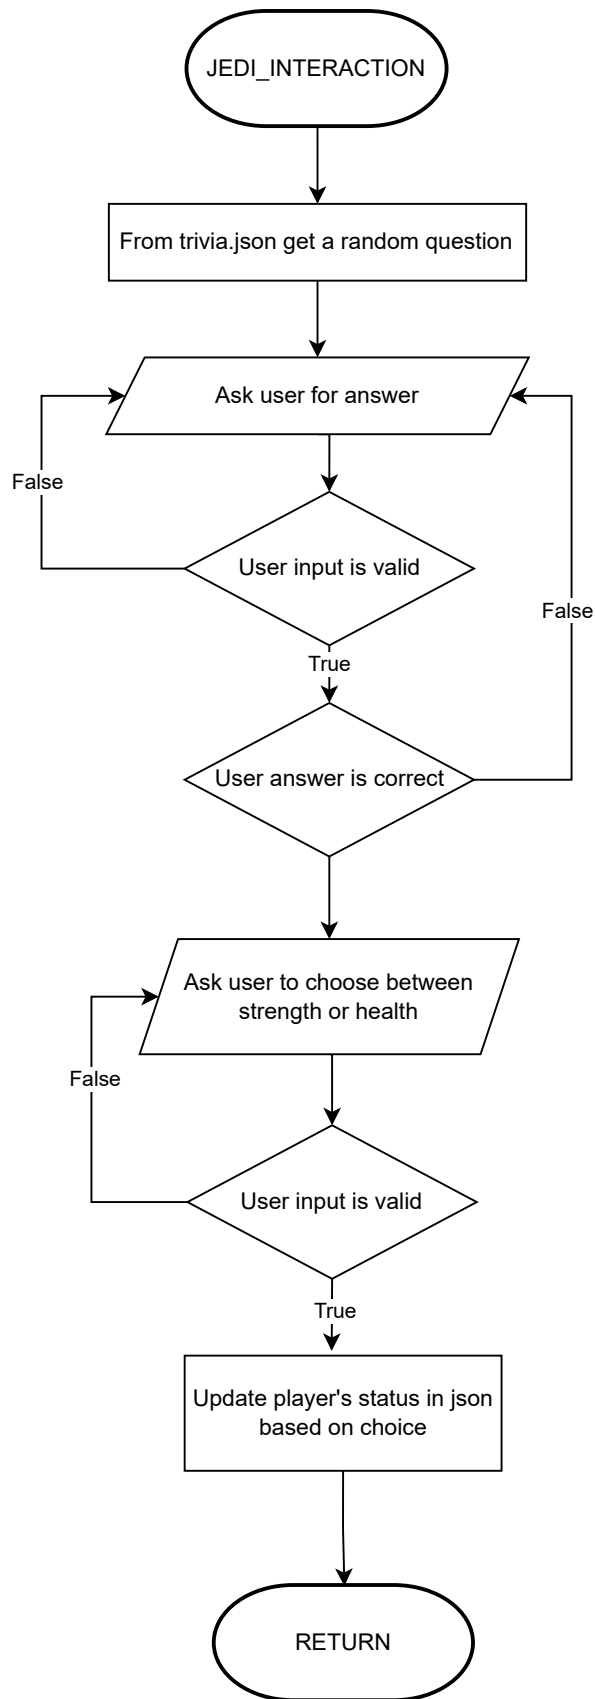 JEDI_INTERACTION
From trivia.json get a random question
Ask user for answer
False
User input is valid
False
True
User answer is correct
Ask user to choose between
strength or health
False
User input is valid
True
Update player's status in json
based on choice
RETURN